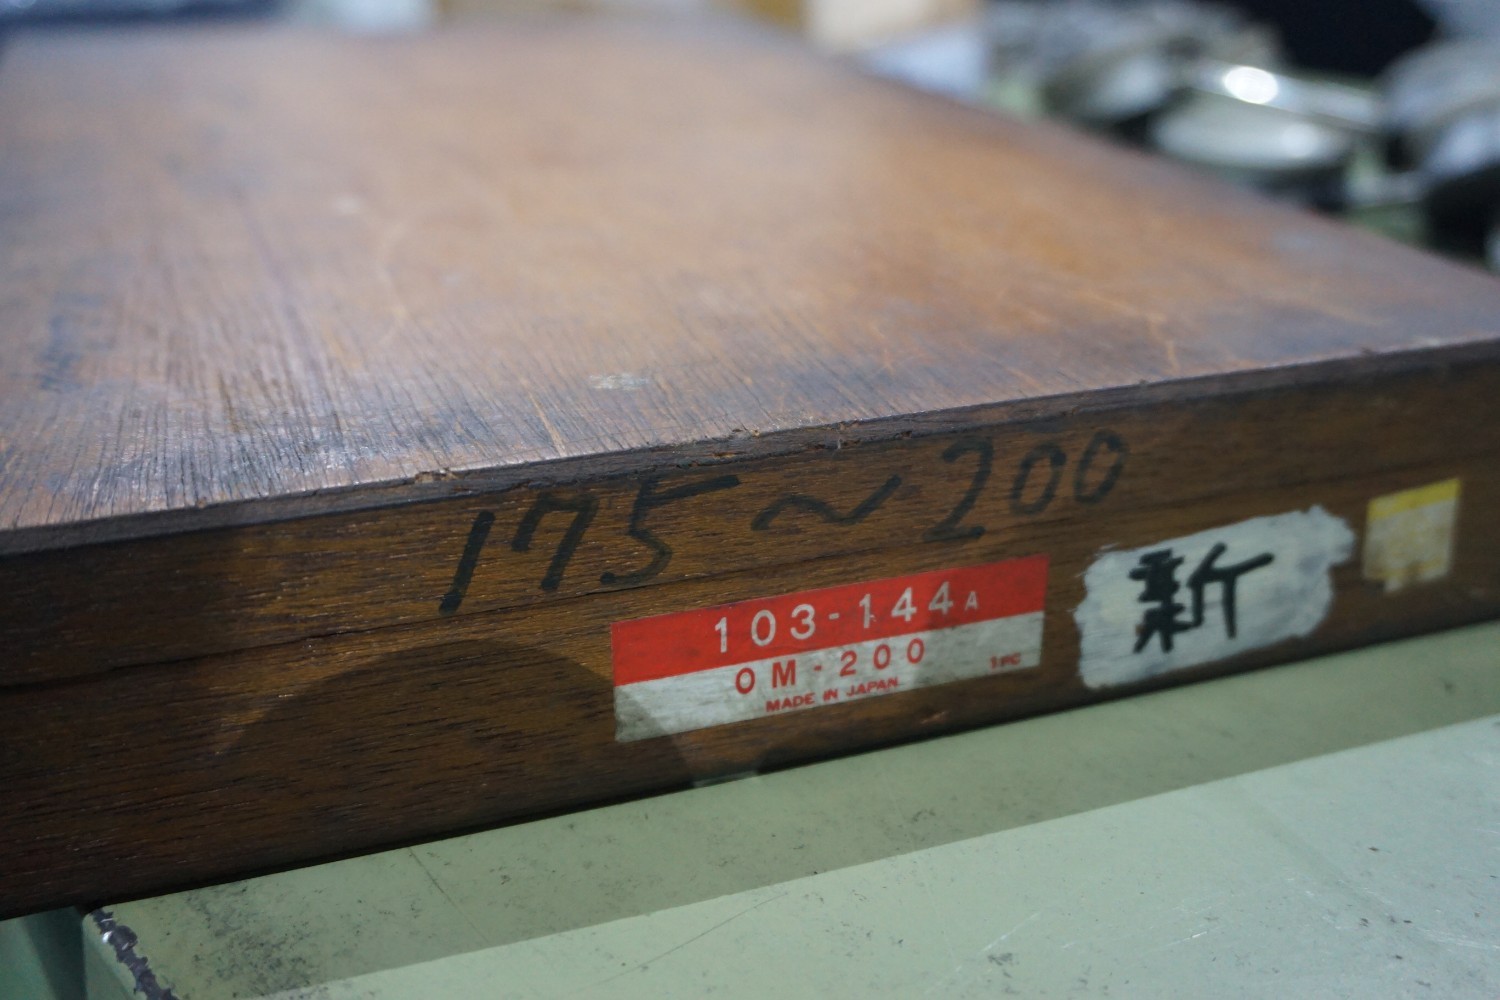 175～200
103-144A
OM-200
MADE IN JAPAN
1PC
新